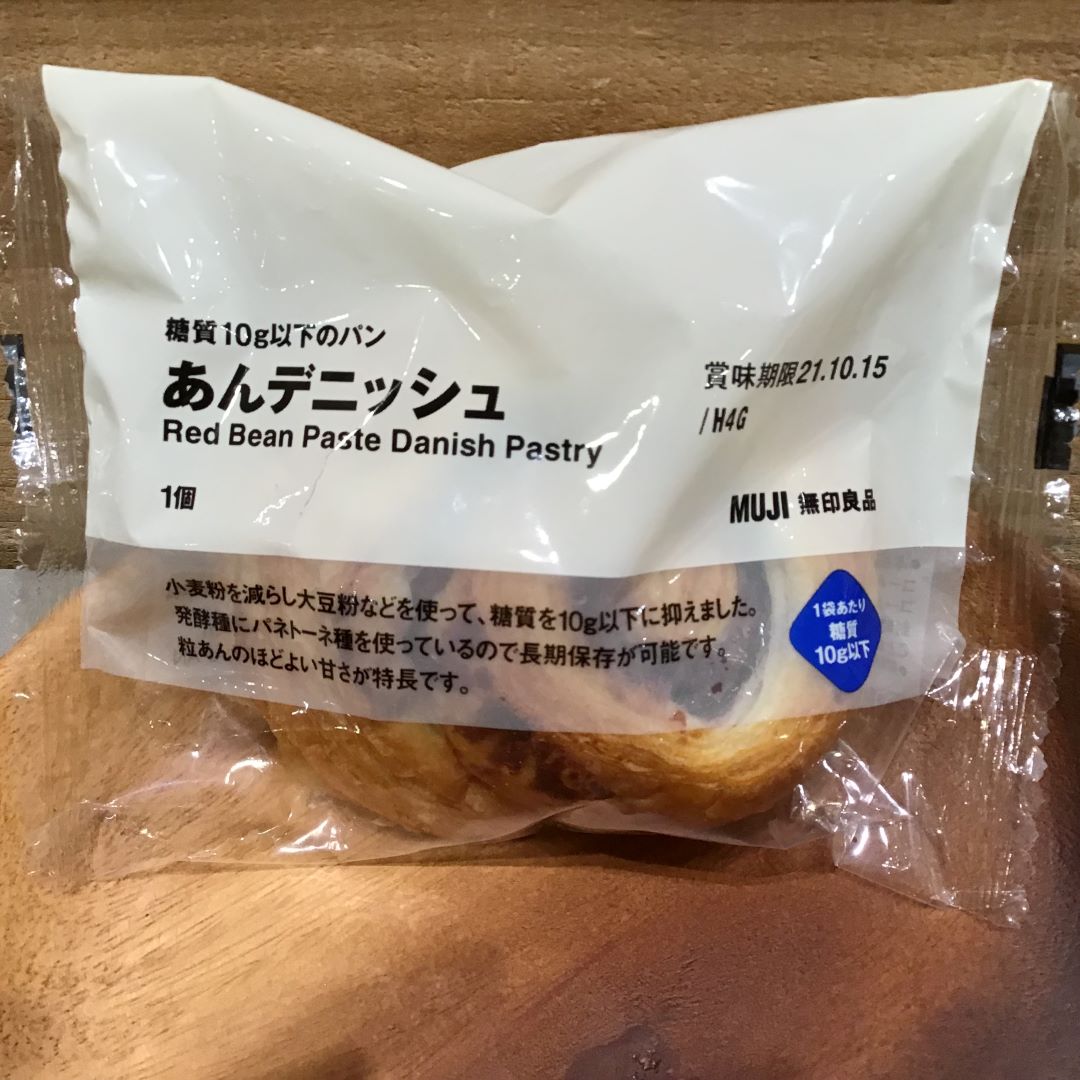 糖質10g以下のパン
あんデニッシュ
Red Bean Paste Danish Pastry
1個
賞味期限21.10.15
/H4G
MUJI 無印良品
小麦粉を減らし大豆粉などを使って、糖質を10g以下に抑えました。
発酵種にパネトーネ種を使っているので長期保存が可能です。
粒あんのほどよい甘さが特長です。
1袋あたり
糖質
10g以下